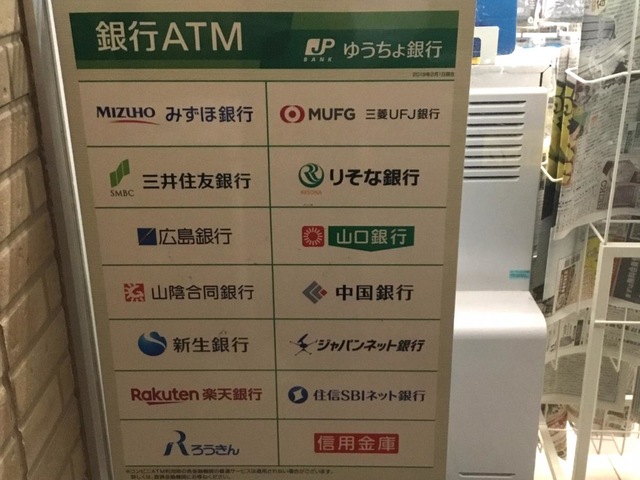 銀行ATM
JP BANK ゆうちょ銀行
MIZUHO みずほ銀行
MUFG 三菱UFJ銀行
SMBC 三井住友銀行
RESONA りそな銀行
広島銀行
山口銀行
山陰合同銀行
中国銀行
新生銀行
ジャパンネット銀行
Rakuten 楽天銀行
住信SBIネット銀行
ろうきん
信用金庫